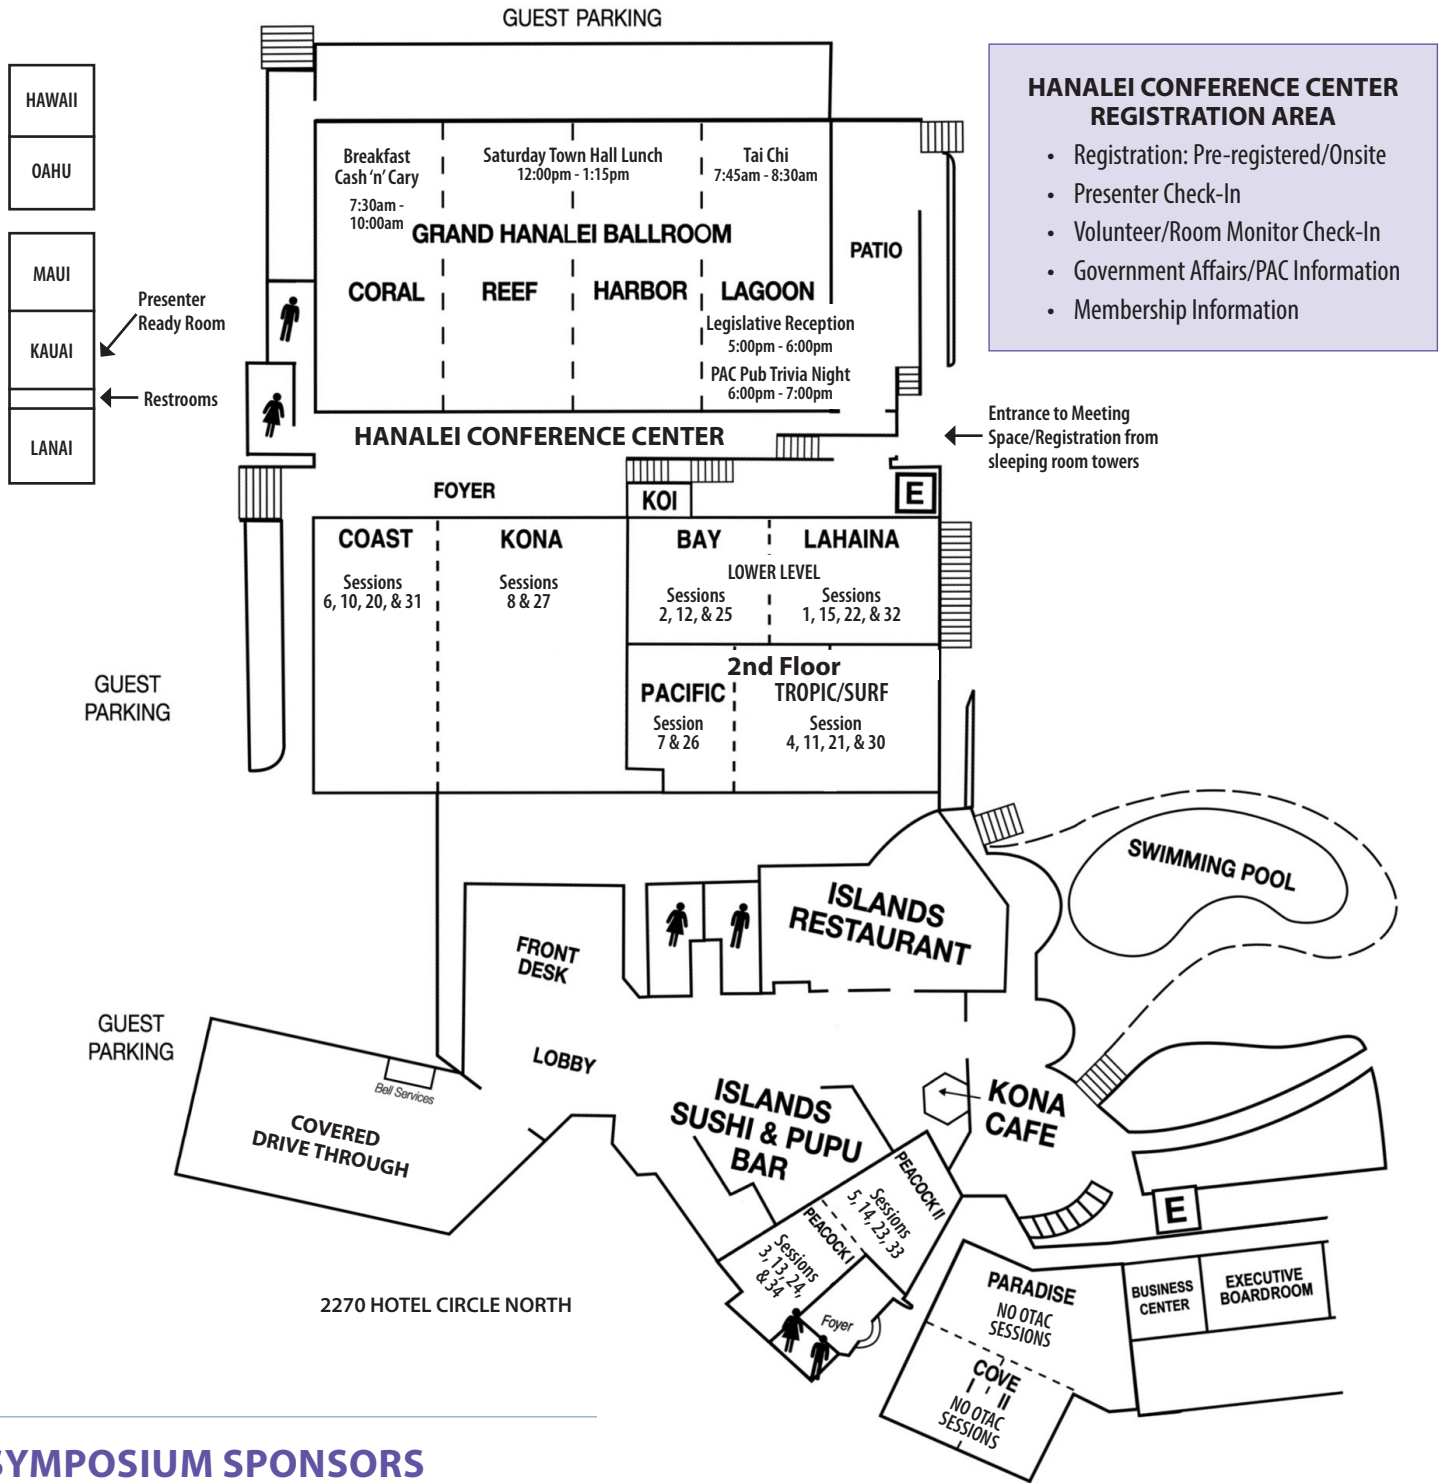 GUEST PARKING
HAWAII
OAHU
MAUI
KAUAI
LANAI
Presenter
Ready Room
Restrooms
HANALEI CONFERENCE CENTER
REGISTRATION AREA
• Registration: Pre-registered/Onsite
• Presenter Check-In
• Volunteer/Room Monitor Check-In
• Government Affairs/PAC Information
• Membership Information
Breakfast
Cash 'n' Cary
7:30am -
10:00am
Saturday Town Hall Lunch
12:00pm - 1:15pm
Tai Chi
7:45am - 8:30am
GRAND HANALEI BALLROOM
PATIO
CORAL
REEF
HARBOR
LAGOON
Legislative Reception
5:00pm - 6:00pm
PAC Pub Trivia Night
6:00pm - 7:00pm
HANALEI CONFERENCE CENTER
Entrance to Meeting
Space/Registration from
sleeping room towers
FOYER
KOI
E
COAST
Sessions
6, 10, 20, & 31
KONA
Sessions
8 & 27
BAY
LAHAINA
LOWER LEVEL
Sessions
2, 12, & 25
Sessions
1, 15, 22, & 32
2nd Floor
PACIFIC
Session
7 & 26
TROPIC/SURF
Session
4, 11, 21, & 30
GUEST
PARKING
SWIMMING POOL
ISLANDS
RESTAURANT
FRONT
DESK
GUEST
PARKING
LOBBY
Bell Services
COVERED
DRIVE THROUGH
ISLANDS
SUSHI & PUPU
BAR
KONA
CAFE
PEACOCK II
Sessions
5, 14, 23, 33
PEACOCK I
Sessions
3, 13, 24,
& 34
Foyer
E
2270 HOTEL CIRCLE NORTH
PARADISE
NO OTAC
SESSIONS
COVE
I II
NO OTAC
SESSIONS
BUSINESS
CENTER
EXECUTIVE
BOARDROOM
SYMPOSIUM SPONSORS